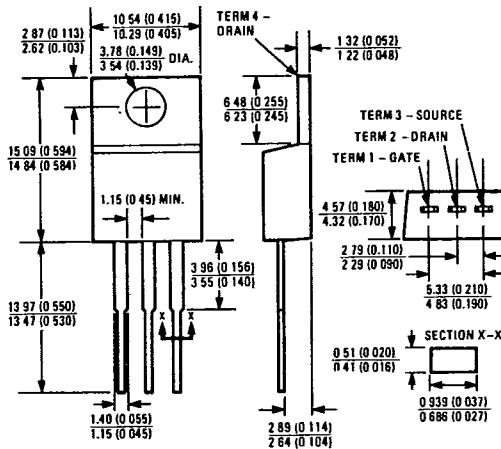 10 54 (0 415)
10.29 (0 405)
2 87 (0 113)
2.62 (0.103)
3.78 (0.149)
3 54 (0.139)
DIA.
TERM 4 -
DRAIN
1 32 (0 052)
1 22 (0 048)
6 48 (0 255)
6 23 (0 245)
TERM 3 - SOURCE
TERM 2 - DRAIN
TERM 1 - GATE
15 09 (0 594)
14 84 (0 584)
1.15 (0 45) MIN.
4 57 (0 180)
4.32 (0.170)
2 79 (0.110)
2 29 (0 090)
3 96 (0 156)
3 55 (0 140)
5.33 (0 210)
4 83 (0.190)
13 97 (0 550)
13 47 (0 530)
X X
SECTION X-X
0 51 (0 020)
0 41 (0 016)
0 939 (0 037)
0 686 (0 027)
1.40 (0 055)
1.15 (0 045)
2 89 (0 114)
2 64 (0 104)